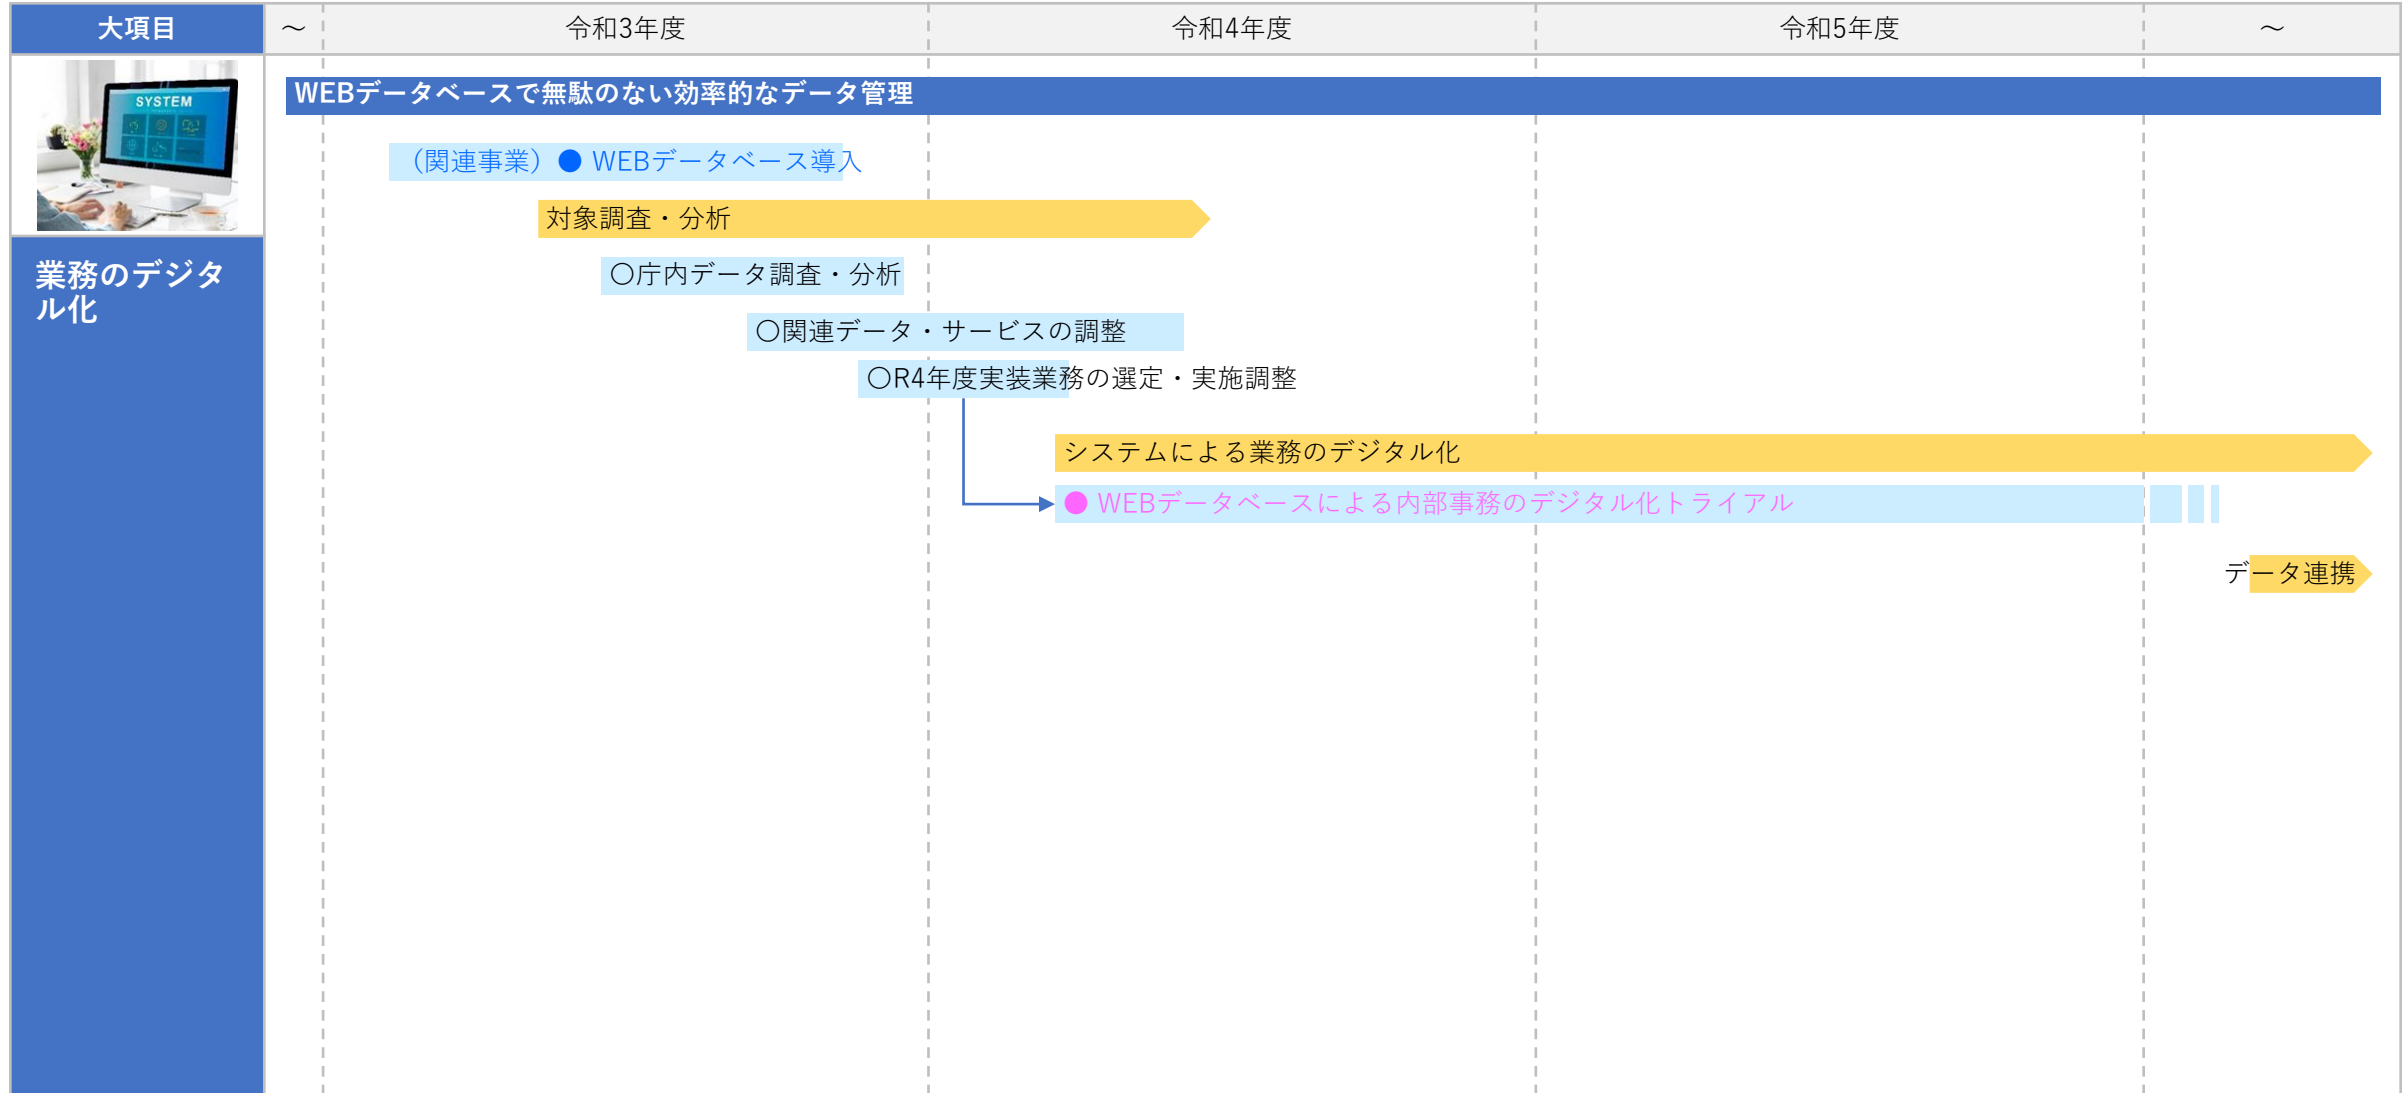 大項目
～
令和3年度
令和4年度
令和5年度
～
SYSTEM
業務のデジタ
ル化
WEBデータベースで無駄のない効率的なデータ管理
（関連事業）● WEBデータベース導入
対象調査・分析
〇庁内データ調査・分析
〇関連データ・サービスの調整
〇R4年度実装業務の選定・実施調整
システムによる業務のデジタル化
● WEBデータベースによる内部事務のデジタル化トライアル
データ連携